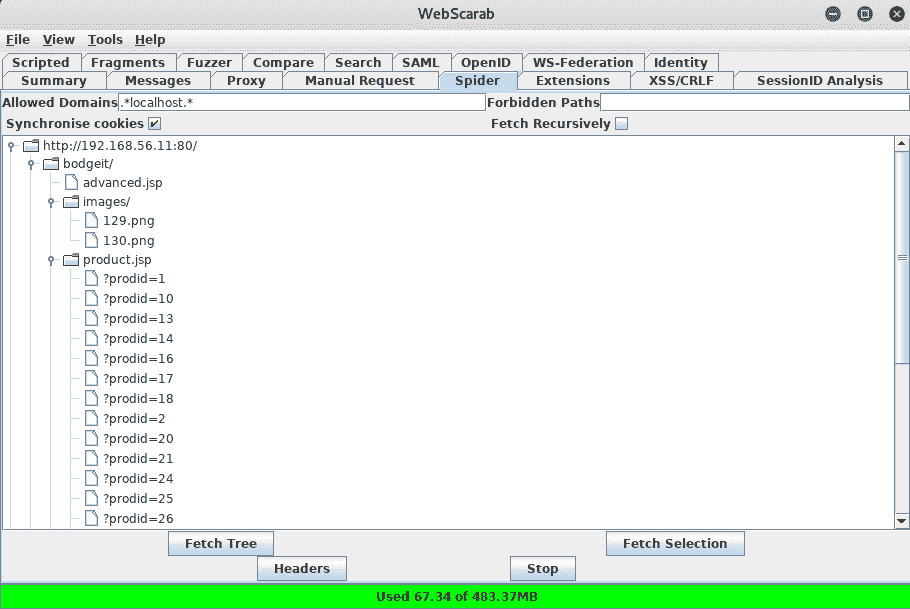 WebScarab
File View Tools Help
Scripted Fragments Fuzzer Compare Search SAML OpenID WS-Federation Identity
Summary Messages Proxy Manual Request Spider Extensions XSS/CRLF SessionID Analysis
Allowed Domains .*localhost.* Forbidden Paths
Synchronise cookies Fetch Recursively
http://192.168.56.11:80/
bodgeit/
advanced.jsp
images/
129.png
130.png
product.jsp
?prodid=1
?prodid=10
?prodid=13
?prodid=14
?prodid=16
?prodid=17
?prodid=18
?prodid=2
?prodid=20
?prodid=21
?prodid=24
?prodid=25
?prodid=26
Fetch Tree Fetch Selection
Headers Stop
Used 67.34 of 483.37MB